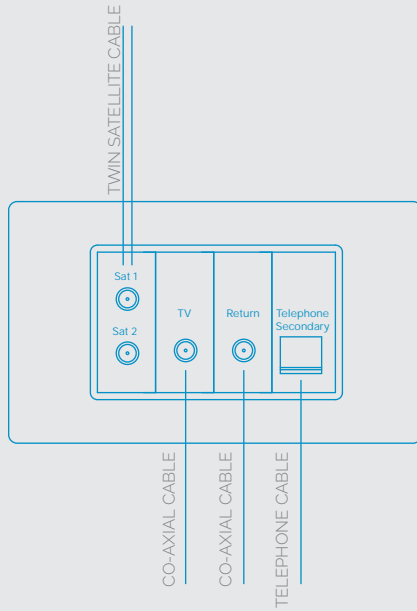 TWIN SATELLITE CABLE
Sat 1
Sat 2
TV
Return
Telephone
Secondary
CO-AXIAL CABLE
CO-AXIAL CABLE
TELEPHONE CABLE